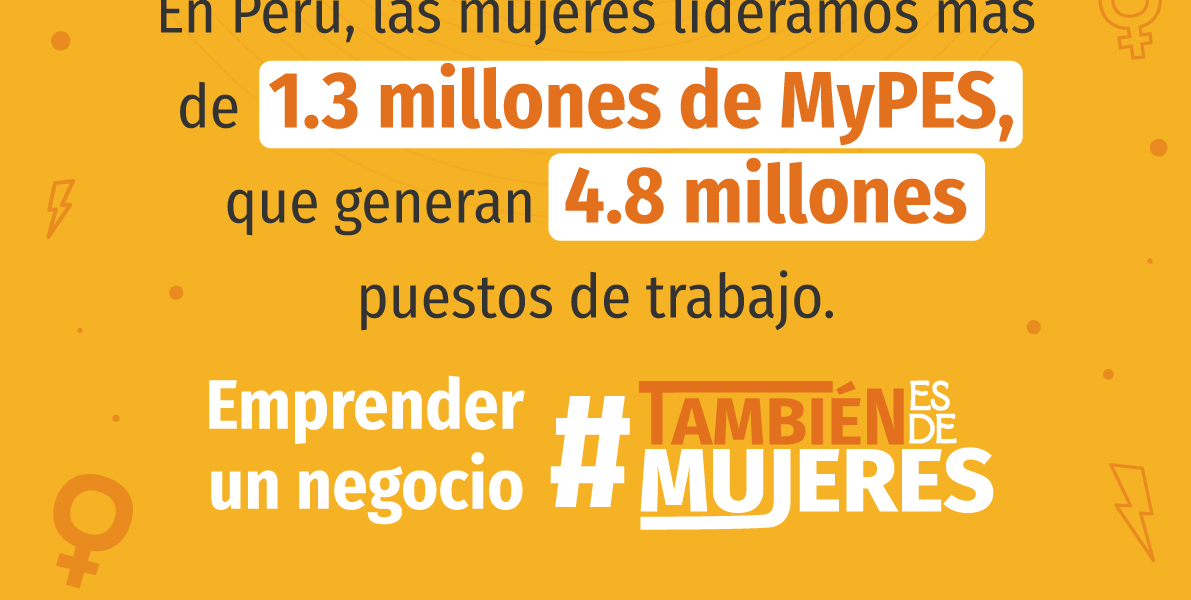 En Perú, las mujeres lideramos más
de 1.3 millones de MyPES,
que generan 4.8 millones
puestos de trabajo.
Emprender
un negocio
#TAMBIÉN ES DE
MUJERES